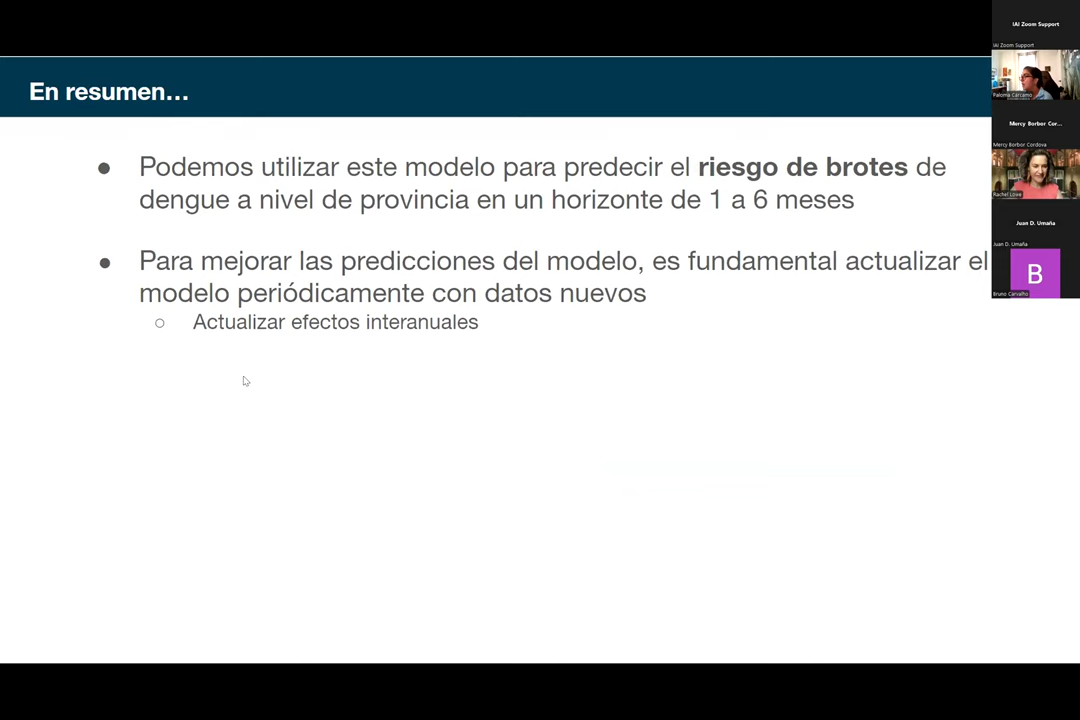 En resumen…
● Podemos utilizar este modelo para predecir el riesgo de brotes de
dengue a nivel de provincia en un horizonte de 1 a 6 meses
● Para mejorar las predicciones del modelo, es fundamental actualizar el
modelo periódicamente con datos nuevos
○ Actualizar efectos interanuales
IAI Zoom Support
IAI Zoom Support
Paloma Carcamo
Mercy Borbor Cor...
Mercy Borbor Cordova
Rachel Lowe
Juan D. Umaña
Juan D. Umaña
B
Bruno Carvalho